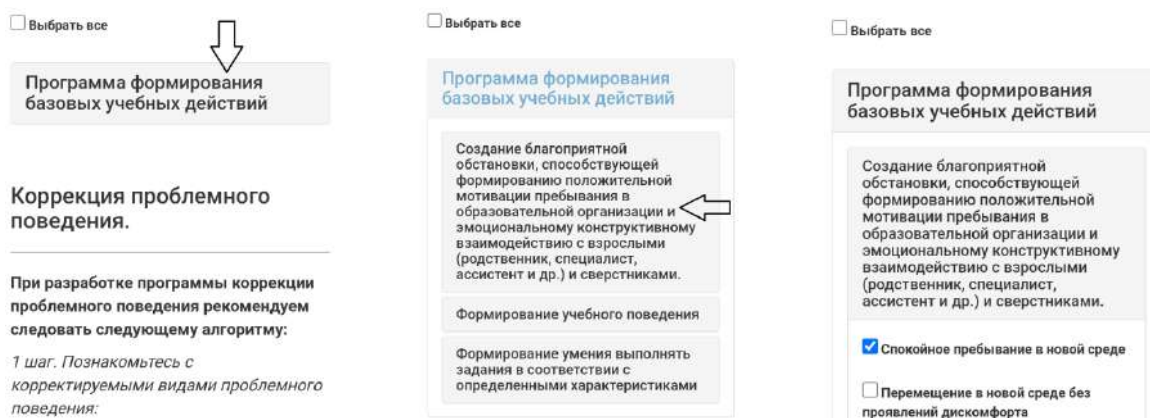 Выбрать все
Программа формирования
базовых учебных действий
Коррекция проблемного
поведения.
При разработке программы коррекции
проблемного поведения рекомендуем
следовать следующему алгоритму:
1 шаг. Познакомьтесь с
корректируемыми видами проблемного
поведения:
Выбрать все
Программа формирования
базовых учебных действий
Создание благоприятной
обстановки, способствующей
формированию положительной
мотивации пребывания в
образовательной организации и
эмоциональному конструктивному
взаимодействию с взрослыми
(родственник, специалист,
ассистент и др.) и сверстниками.
Формирование учебного поведения
Формирование умения выполнять
задания в соответствии с
определенными характеристиками
Выбрать все
Программа формирования
базовых учебных действий
Создание благоприятной
обстановки, способствующей
формированию положительной
мотивации пребывания в
образовательной организации и
эмоциональному конструктивному
взаимодействию с взрослыми
(родственник, специалист,
ассистент и др.) и сверстниками.
Спокойное пребывание в новой среде
Перемещение в новой среде без
проявлений дискомфорта